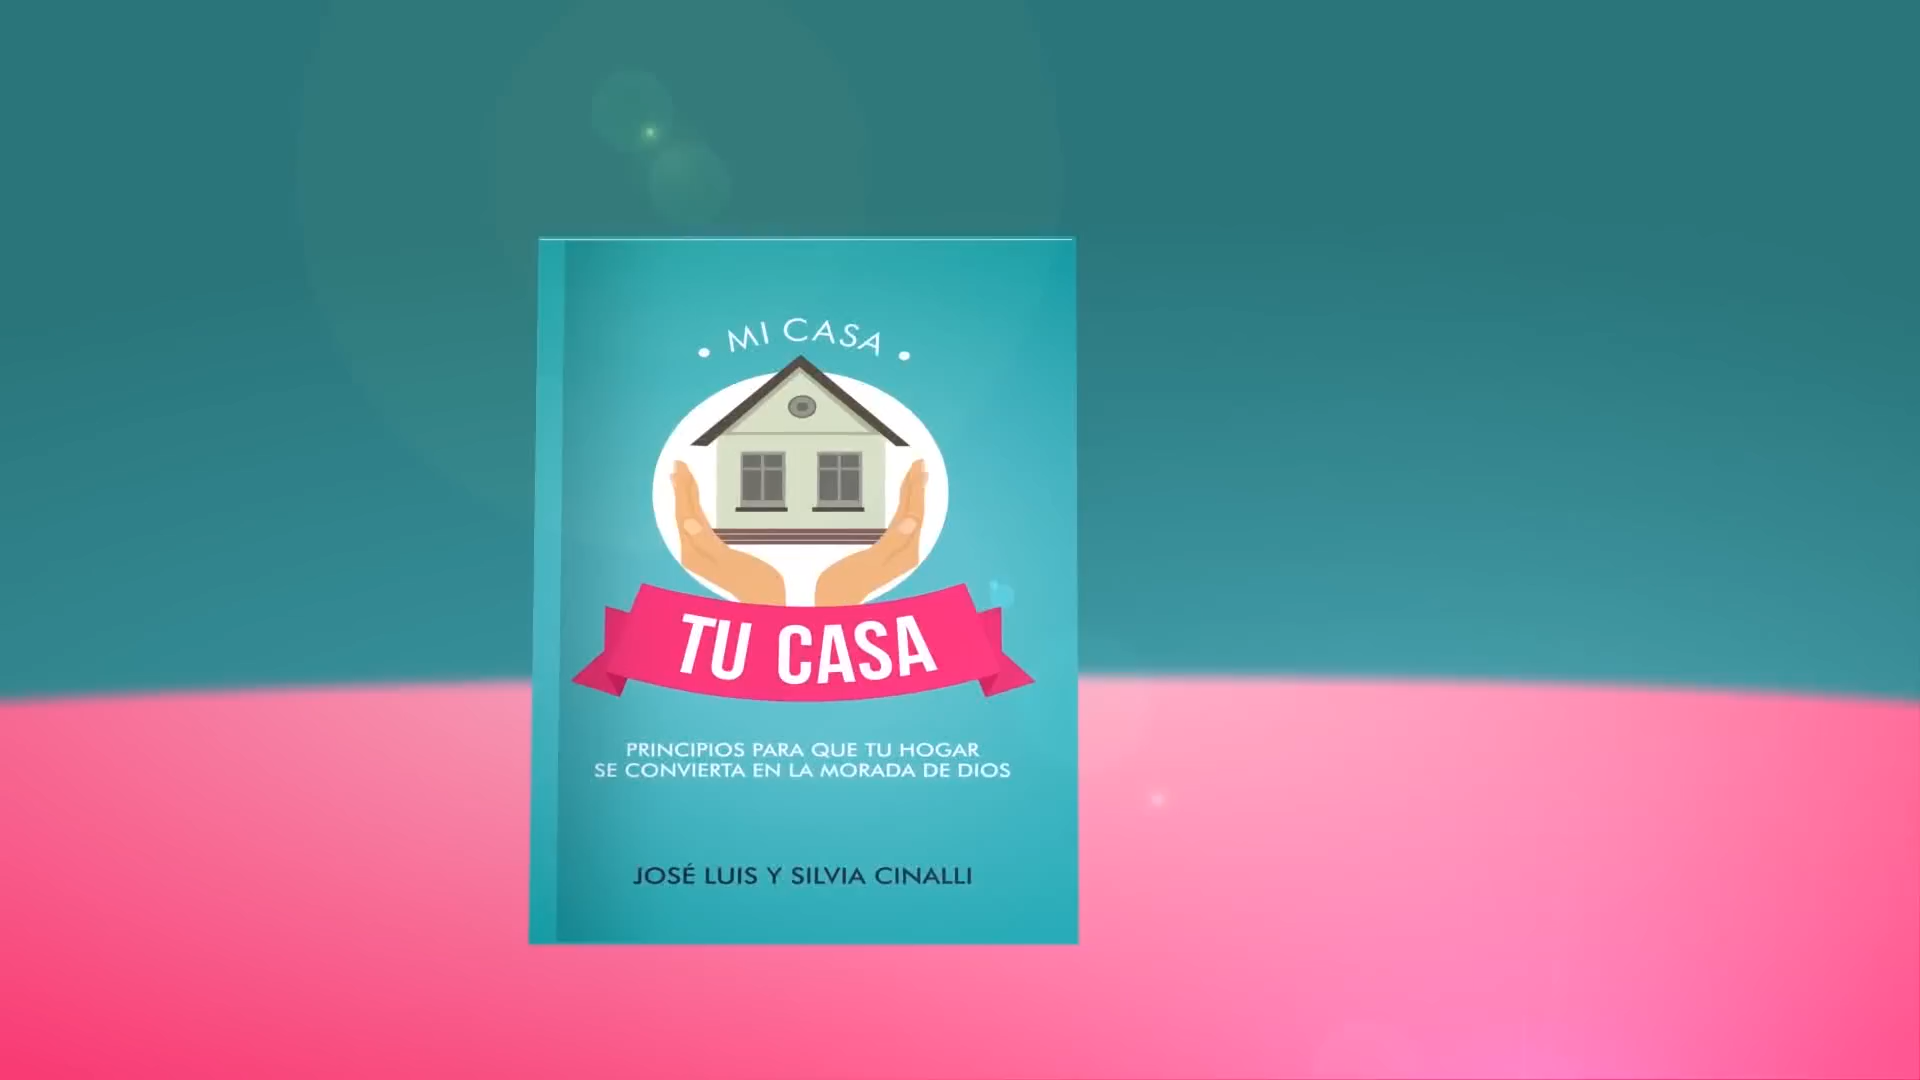 MI CASA
TU CASA
PRINCIPIOS PARA QUE TU HOGAR
SE CONVIERTA EN LA MORADA DE DIOS
JOSÉ LUIS Y SILVIA CINALLI